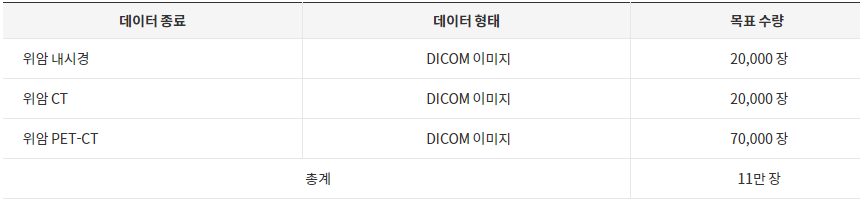 데이터 종료 데이터 형태 목표 수량
위암 내시경 DICOM 이미지 20,000 장
위암 CT DICOM 이미지 20,000 장
위암 PET-CT DICOM 이미지 70,000 장
총계 11만 장